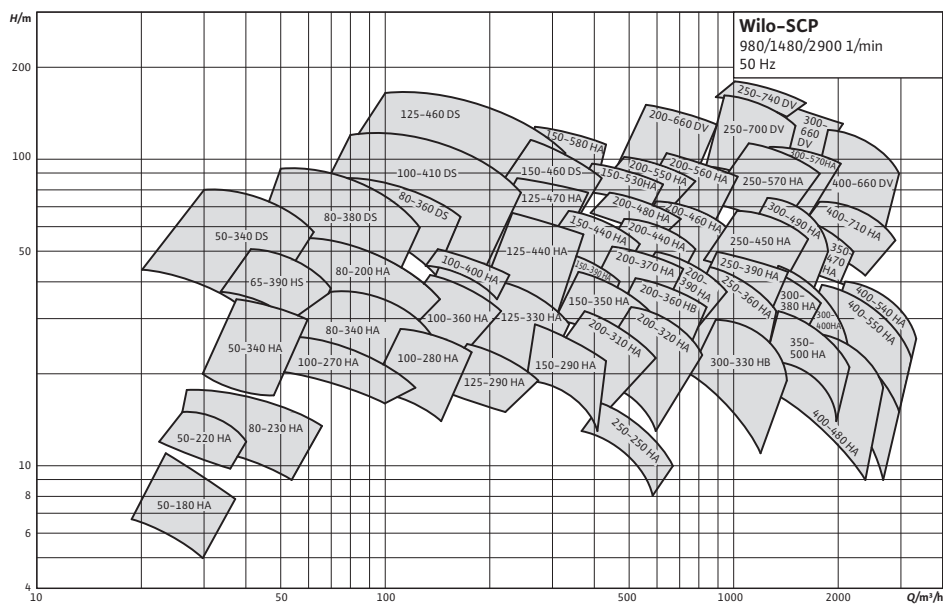 H/m
Wilo–SCP
980/1480/2900 1/min
50 Hz
200
100
50
20
10
8
6
4
250–740 DV
125–460 DS
200–660 DV
300–
660
DV
250–700 DV
150–580 HA
300–570HA
100–410 DS
150–460 DS
200–550 HA
200–560 HA
150–530HA
250–570 HA
400–660 DV
80–360 DS
125–470 HA
80–380 DS
200–480 HA
200–460 HA
300–490 HA
400–710 HA
50–340 DS
150–440 HA
200–440 HA
250–450 HA
350–
470
HA
125–440 HA
80–200 HA
100–400 HA
150–390 HA
200–370 HA
200–
390 HA
250–390 HA
65–390 HS
250–360 HA
300–
380 HA
400–540 HA
150–350 HA
200–360 HB
400–550 HA
100–360 HA
125–330 HA
300–
400HA
80–340 HA
200–310 HA
200–320 HA
350–
500 HA
50–340 HA
100–270 HA
100–280 HA
150–290 HA
300–330 HB
125–290 HA
50–220 HA
80–230 HA
250–250 HA
400–480 HA
50–180 HA
10
20
50
100
200
500
1000
2000
Q/m³/h